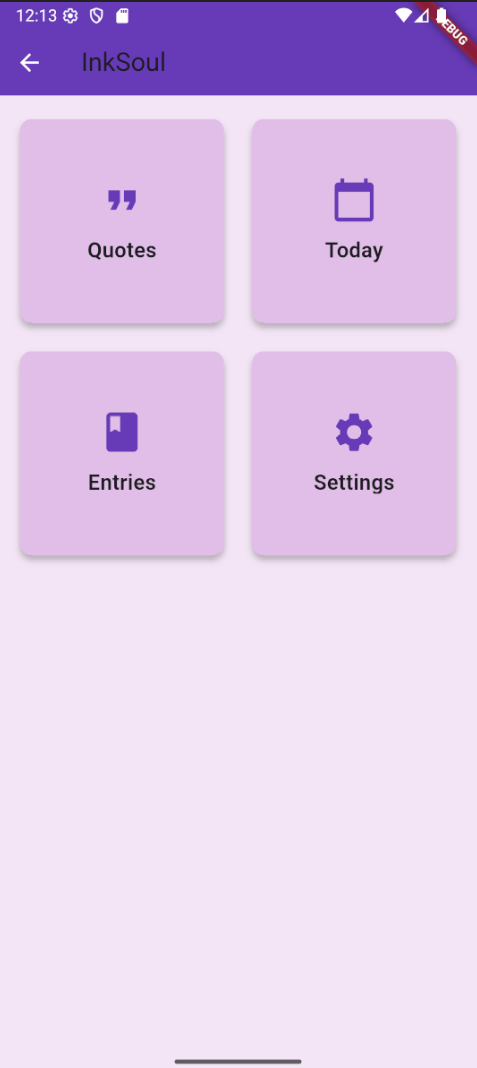 12:13
DEBUG
InkSoul
Quotes
Today
Entries
Settings